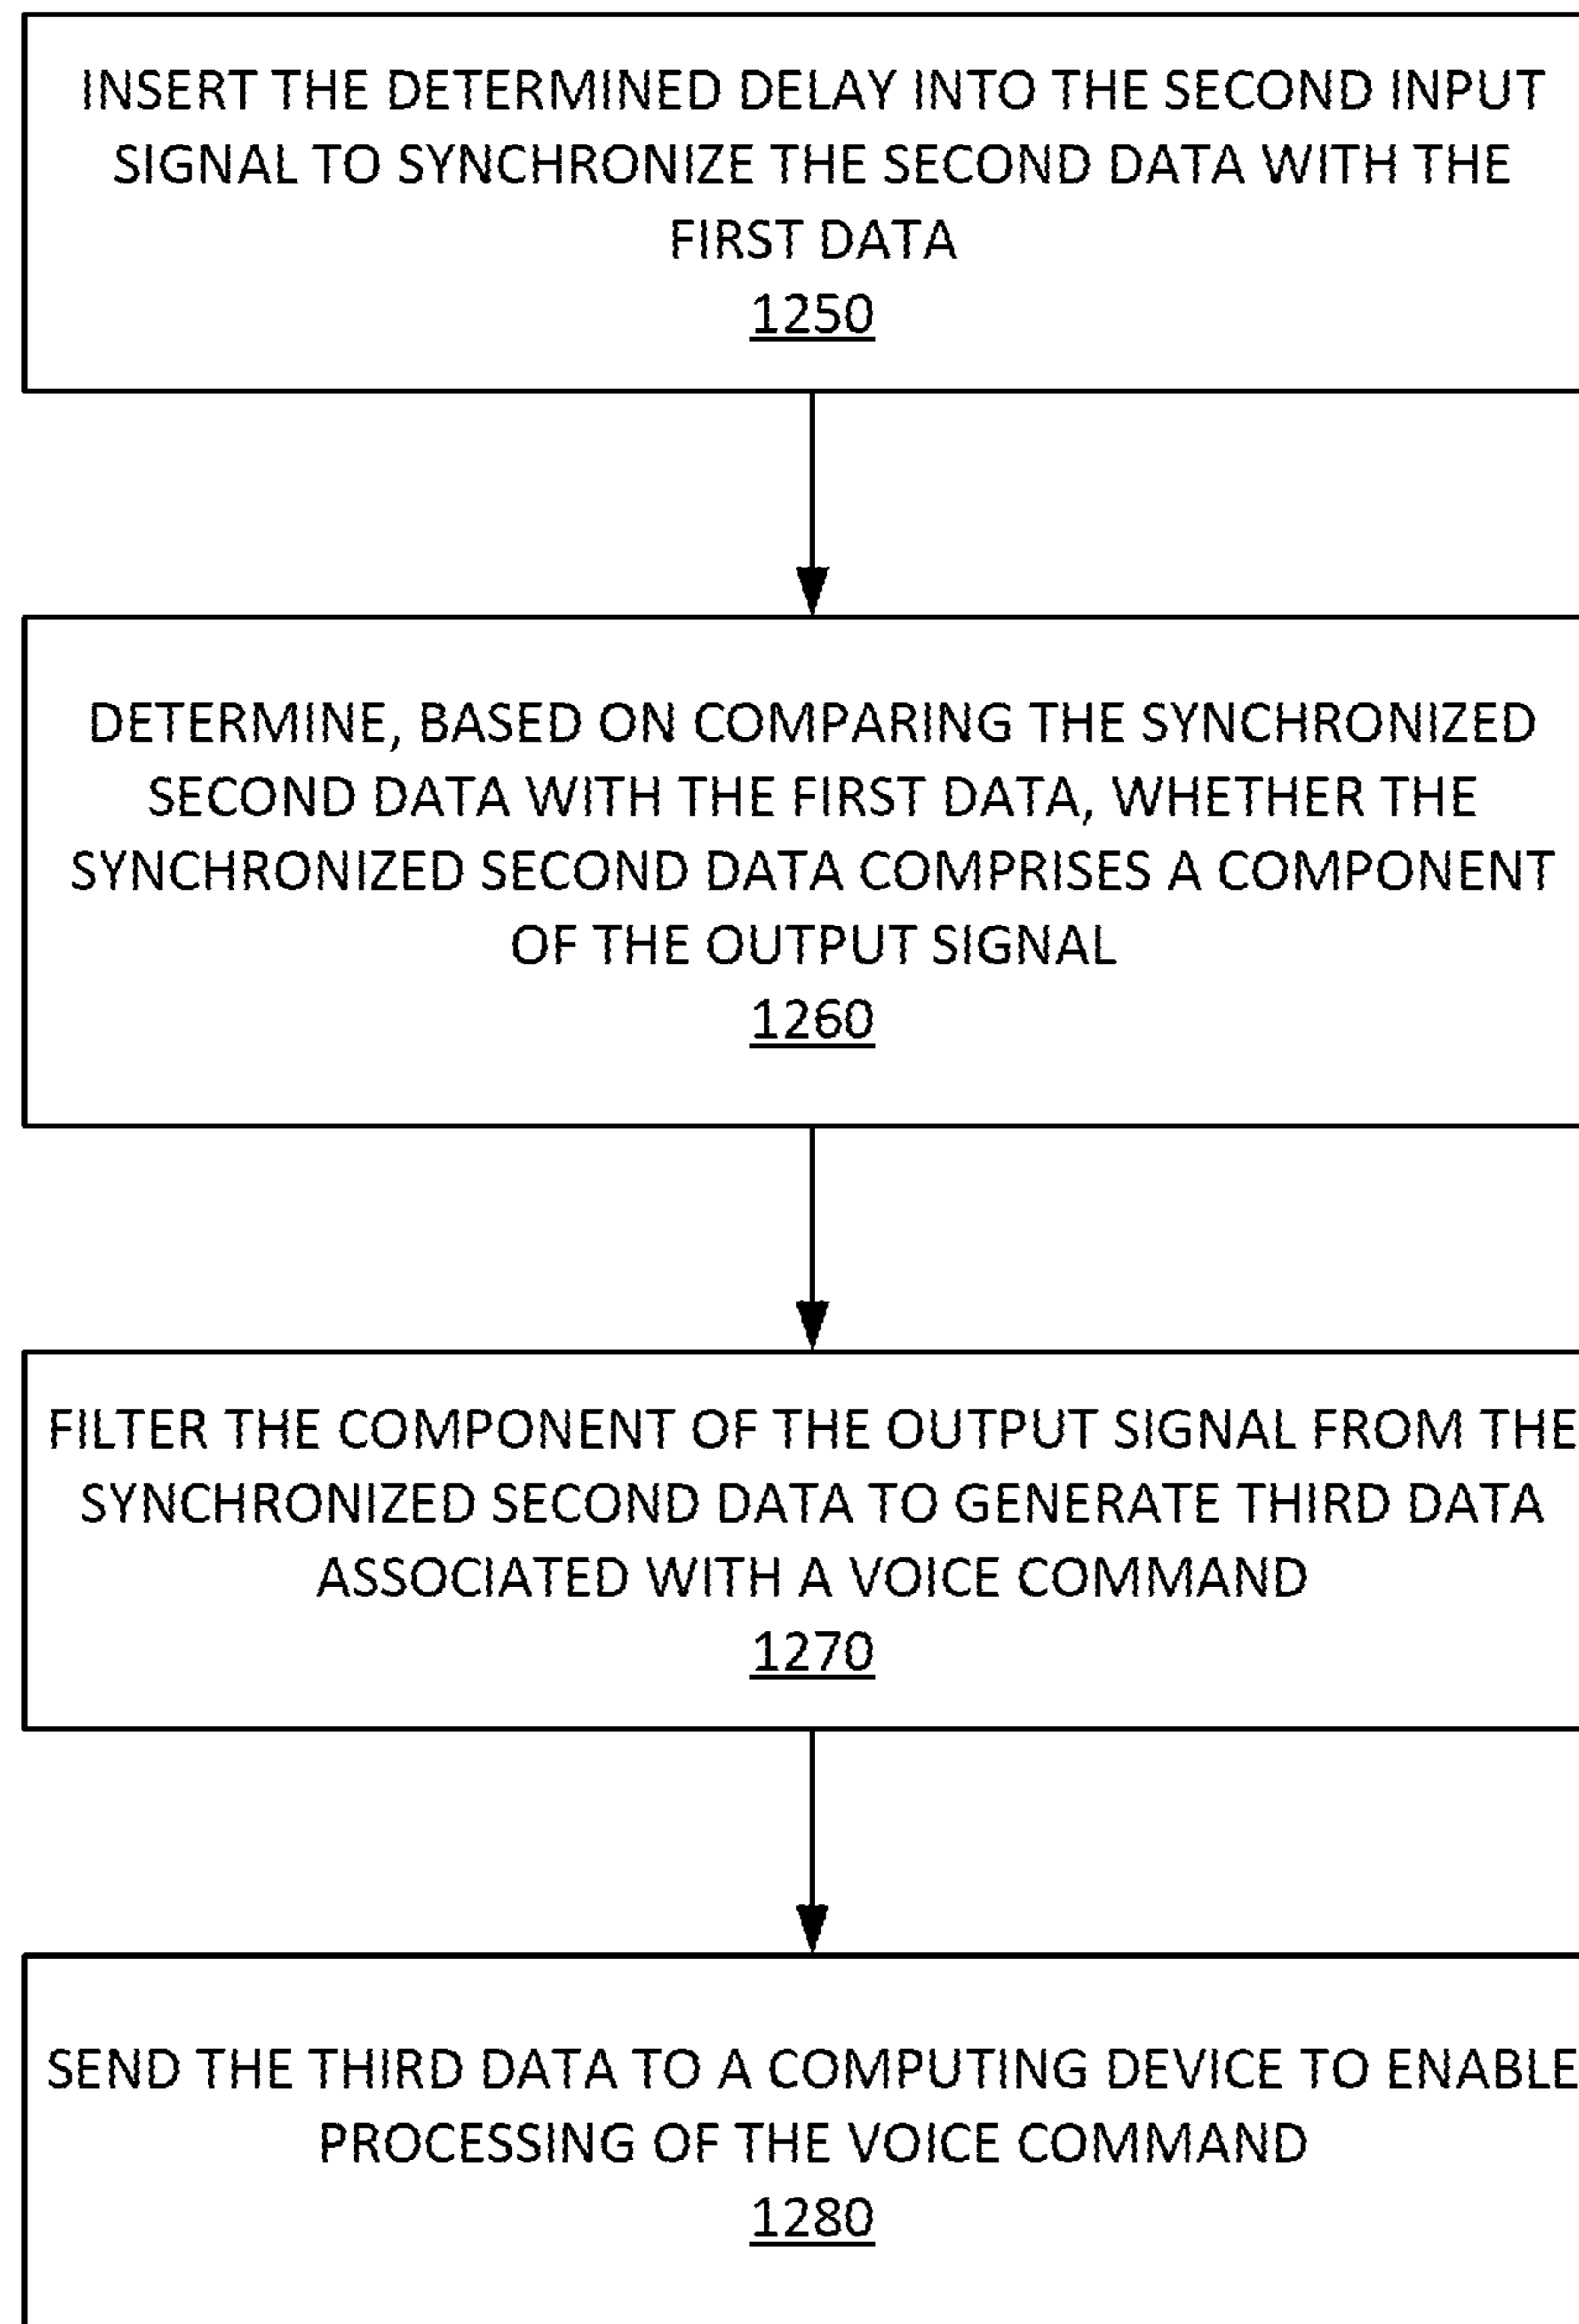 INSERT THE DETERMINED DELAY INTO THE SECOND INPUT
SIGNAL TO SYNCHRONIZE THE SECOND DATA WITH THE
FIRST DATA
1250
DETERMINE, BASED ON COMPARING THE SYNCHRONIZED
SECOND DATA WITH THE FIRST DATA, WHETHER THE
SYNCHRONIZED SECOND DATA COMPRISES A COMPONENT
OF THE OUTPUT SIGNAL
1260
FILTER THE COMPONENT OF THE OUTPUT SIGNAL FROM THE
SYNCHRONIZED SECOND DATA TO GENERATE THIRD DATA
ASSOCIATED WITH A VOICE COMMAND
1270
SEND THE THIRD DATA TO A COMPUTING DEVICE TO ENABLE
PROCESSING OF THE VOICE COMMAND
1280